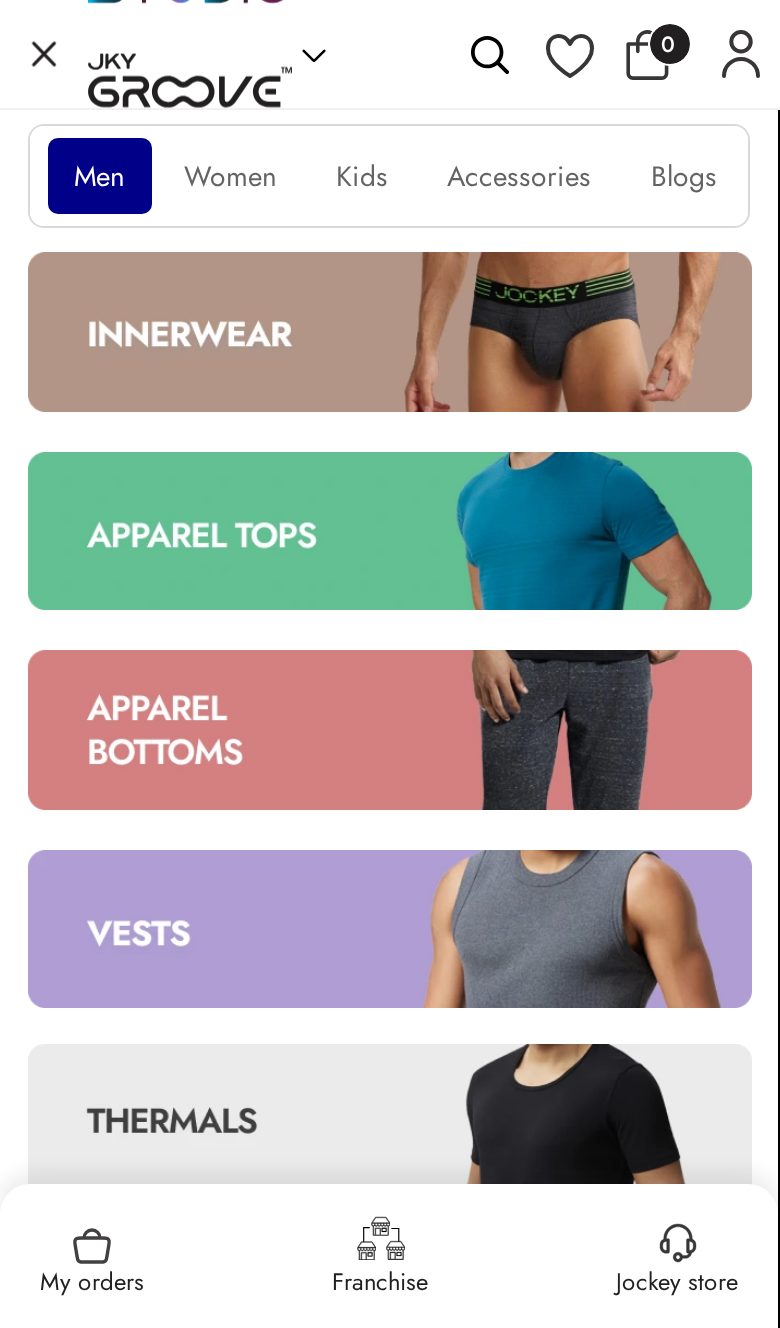 JKY
GROOVE™
0
Men Women Kids Accessories Blogs
INNERWEAR
JOCKEY
APPAREL TOPS
APPAREL
BOTTOMS
VESTS
THERMALS
My orders Franchise Jockey store